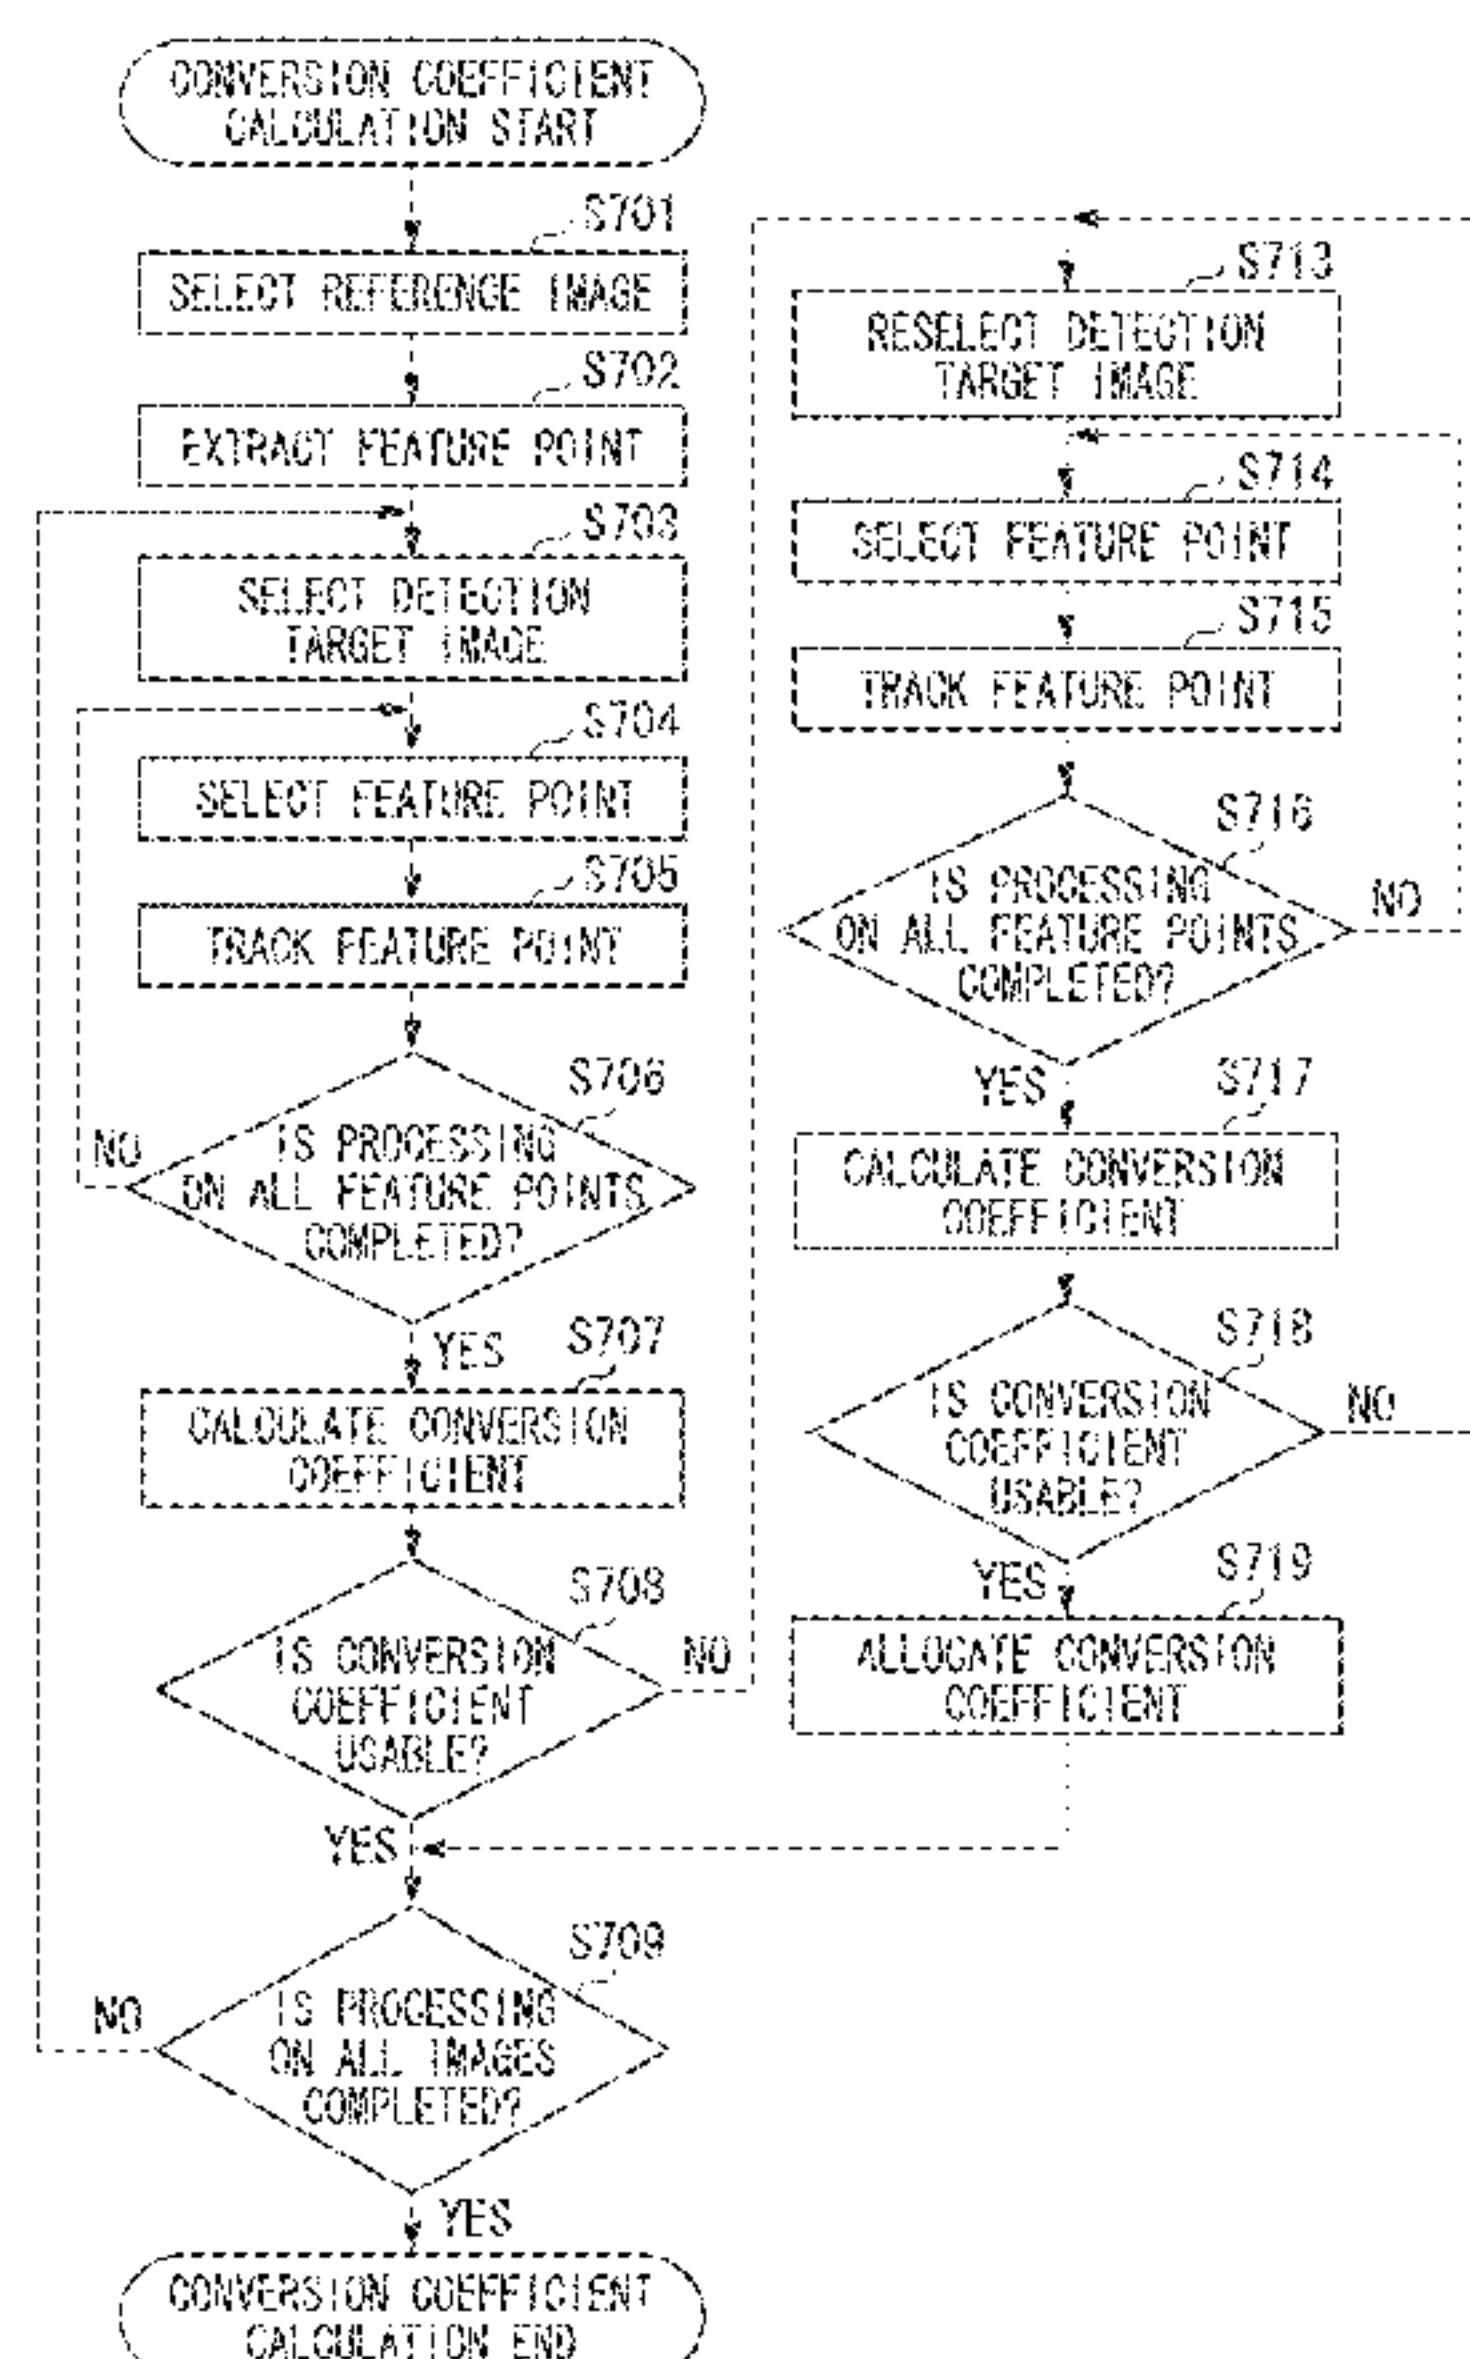 CONVERSION COEFFICIENT
CALCULATION START
S701
SELECT REFERENCE IMAGE
S702
EXTRACT FEATURE POINT
S703
SELECT DETECTION
TARGET IMAGE
S704
SELECT FEATURE POINT
S705
TRACK FEATURE POINT
S706
IS PROCESSING
ON ALL FEATURE POINTS
COMPLETED?
NO
YES
S707
CALCULATE CONVERSION
COEFFICIENT
S708
IS CONVERSION
COEFFICIENT
USABLE?
NO
YES
S709
IS PROCESSING
ON ALL IMAGES
COMPLETED?
NO
YES
CONVERSION COEFFICIENT
CALCULATION END
S713
RESELECT DETECTION
TARGET IMAGE
S714
SELECT FEATURE POINT
S715
TRACK FEATURE POINT
S716
IS PROCESSING
ON ALL FEATURE POINTS
COMPLETED?
NO
YES
S717
CALCULATE CONVERSION
COEFFICIENT
S718
IS CONVERSION
COEFFICIENT
USABLE?
NO
YES
S719
ALLOCATE CONVERSION
COEFFICIENT